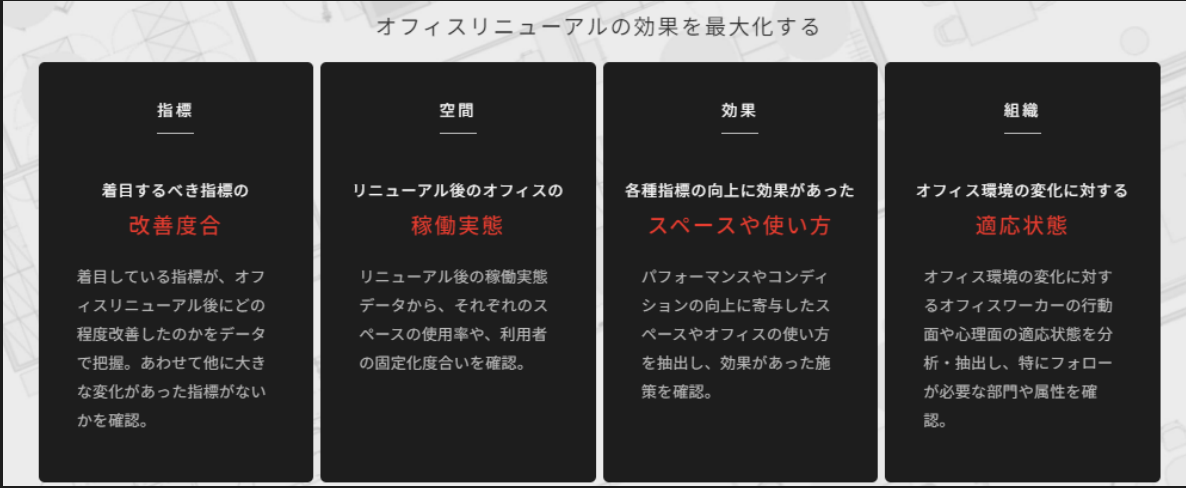 オフィスリニューアルの効果を最大化する
指標
着目するべき指標の
改善度合
着目している指標が、オフ
ィスリニューアル後にどの
程度改善したのかをデータ
で把握。あわせて他に大き
な変化があった指標がない
かを確認。
空間
リニューアル後のオフィスの
稼働実態
リニューアル後の稼働実態
データから、それぞれのス
ペースの使用率や、利用者
の固定化度合いを確認。
効果
各種指標の向上に効果があった
スペースや使い方
パフォーマンスやコンディ
ションの向上に寄与したス
ペースやオフィスの使い方
を抽出し、効果があった施
策を確認。
組織
オフィス環境の変化に対する
適応状態
オフィス環境の変化に対す
るオフィスワーカーの行動
面や心理面の適応状態を分
析・抽出し、特にフォロー
が必要な部門や属性を確
認。